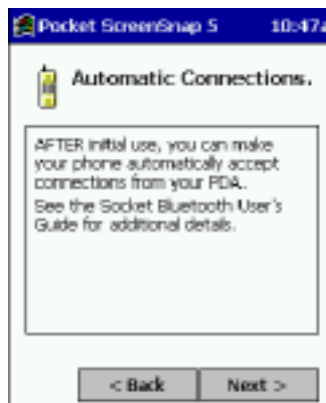 Pocket ScreenSnap 5 10:47a
Automatic Connections.
AFTER initial use, you can make
your phone automatically accept
connections from your PDA.
See the Socket Bluetooth User's
Guide for additional details.
< Back Next >